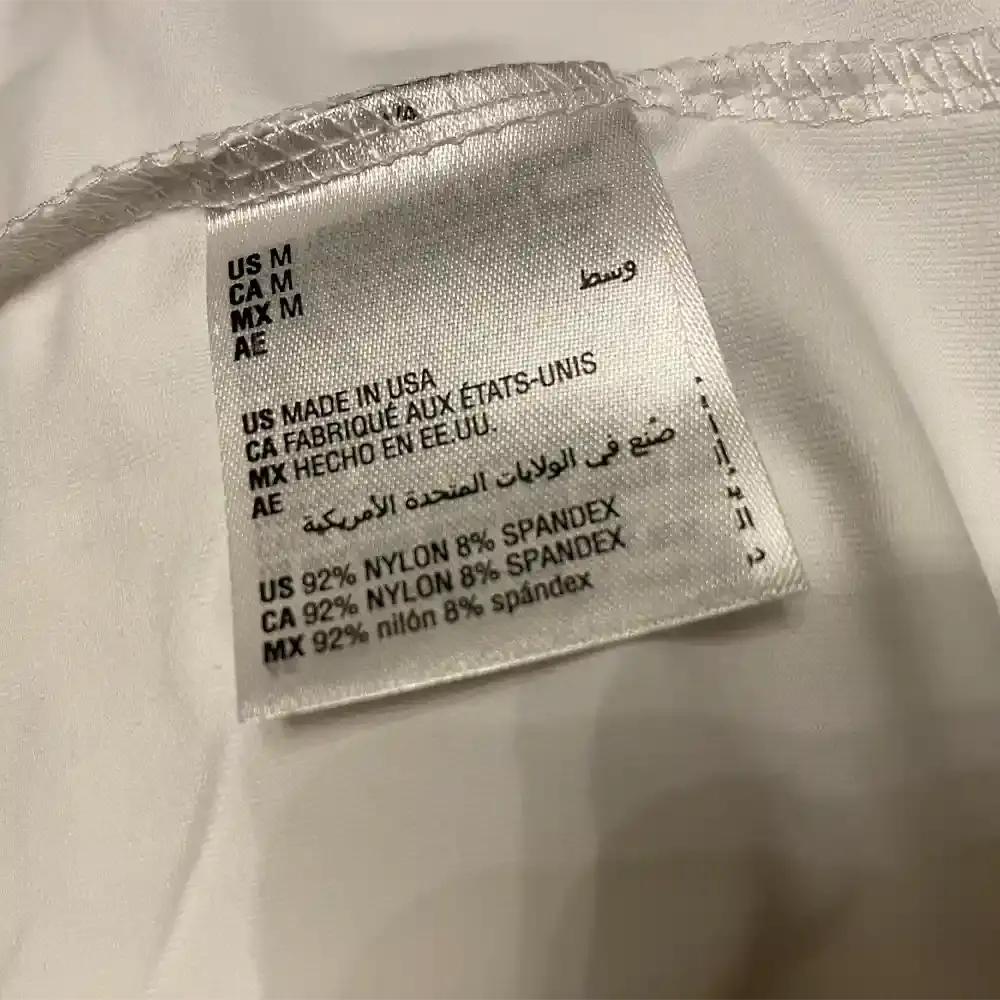 US M
CA M
MX M
AE وسط
US MADE IN USA
CA FABRIQUÉ AUX ÉTATS-UNIS
MX HECHO EN EE.UU.
AE صُنع في الولايات المتحدة الأمريكية
US 92% NYLON 8% SPANDEX
CA 92% NYLON 8% SPANDEX
MX 92% nilón 8% spándex